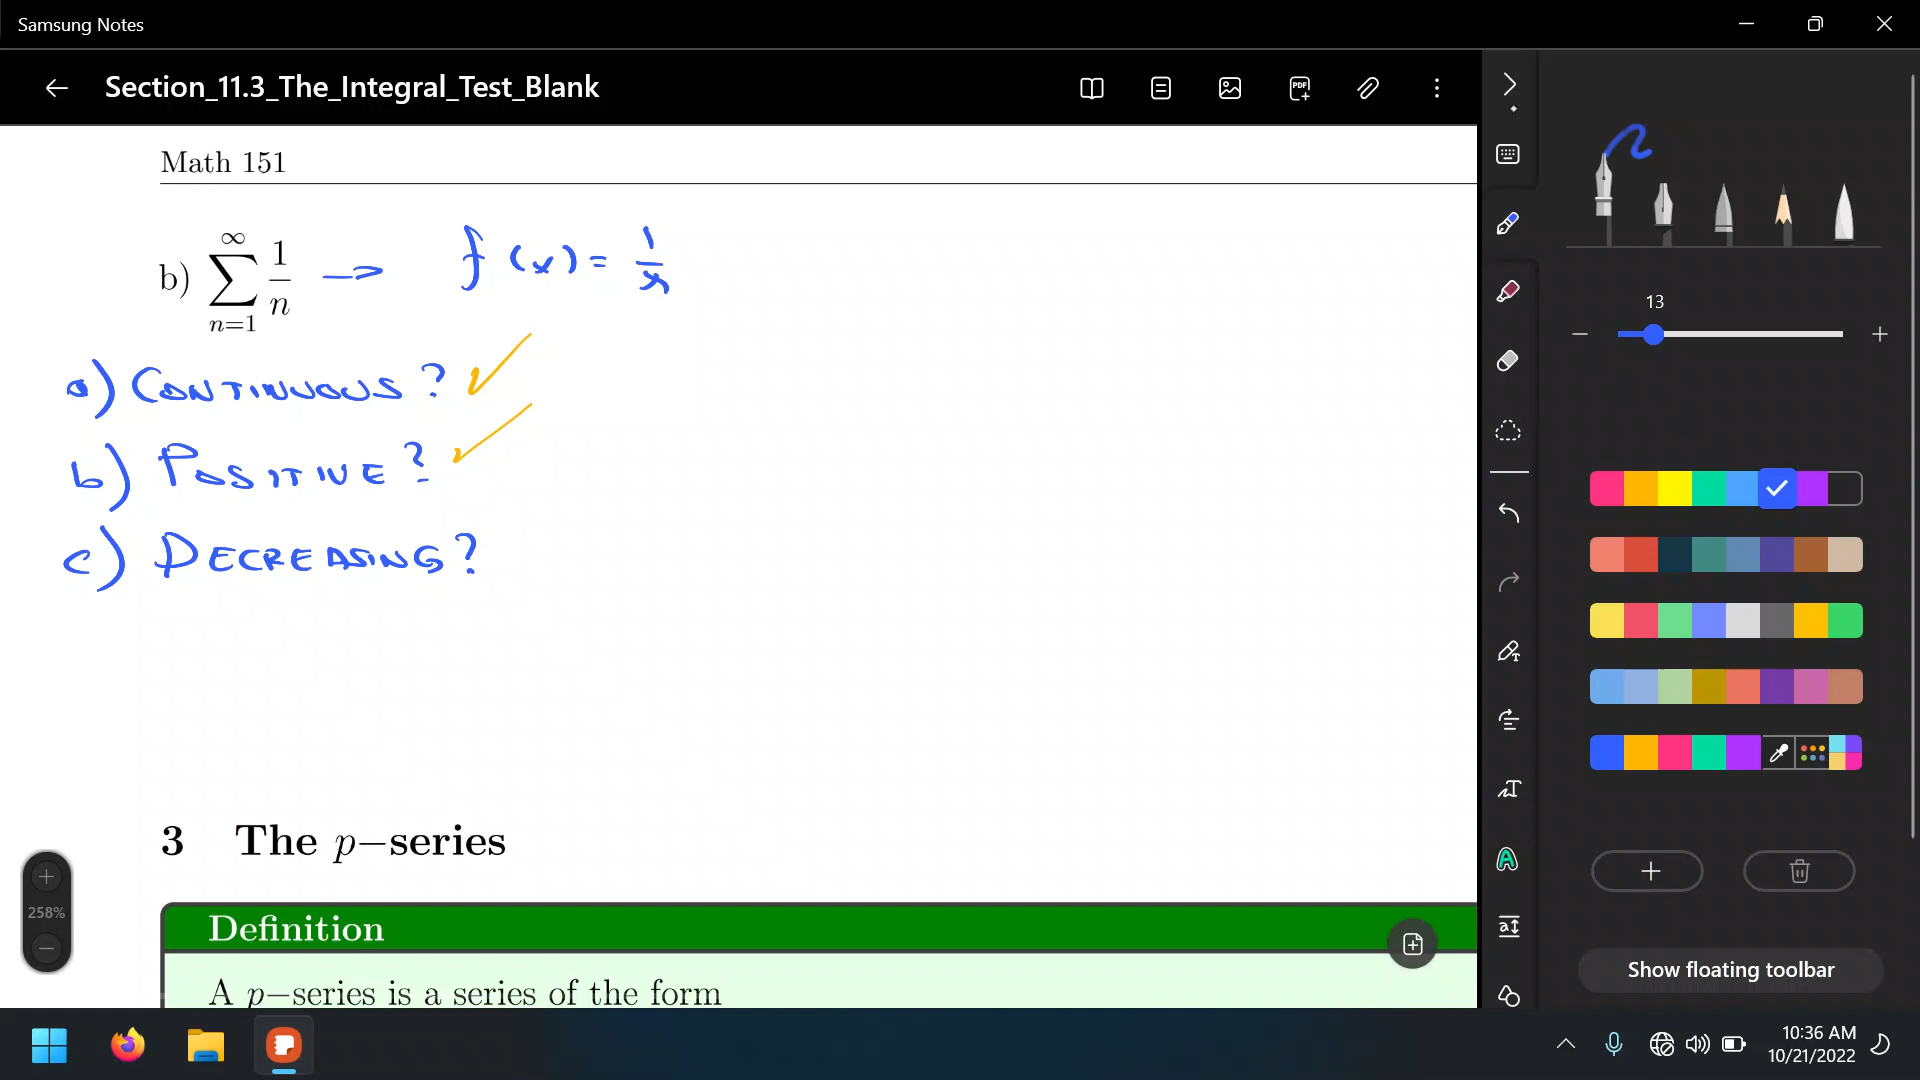 Samsung Notes
Section_11.3_The_Integral_Test_Blank
PDF
Math 151
b) ∑_{n=1}^{∞} 1/n → f(x) = 1/x
a) CONTINUOUS ? ✓
b) POSITIVE ? ✓
c) DECREASING ?
3 The p−series
Definition
A p−series is a series of the form
258%
13
Show floating toolbar
10:36 AM
10/21/2022